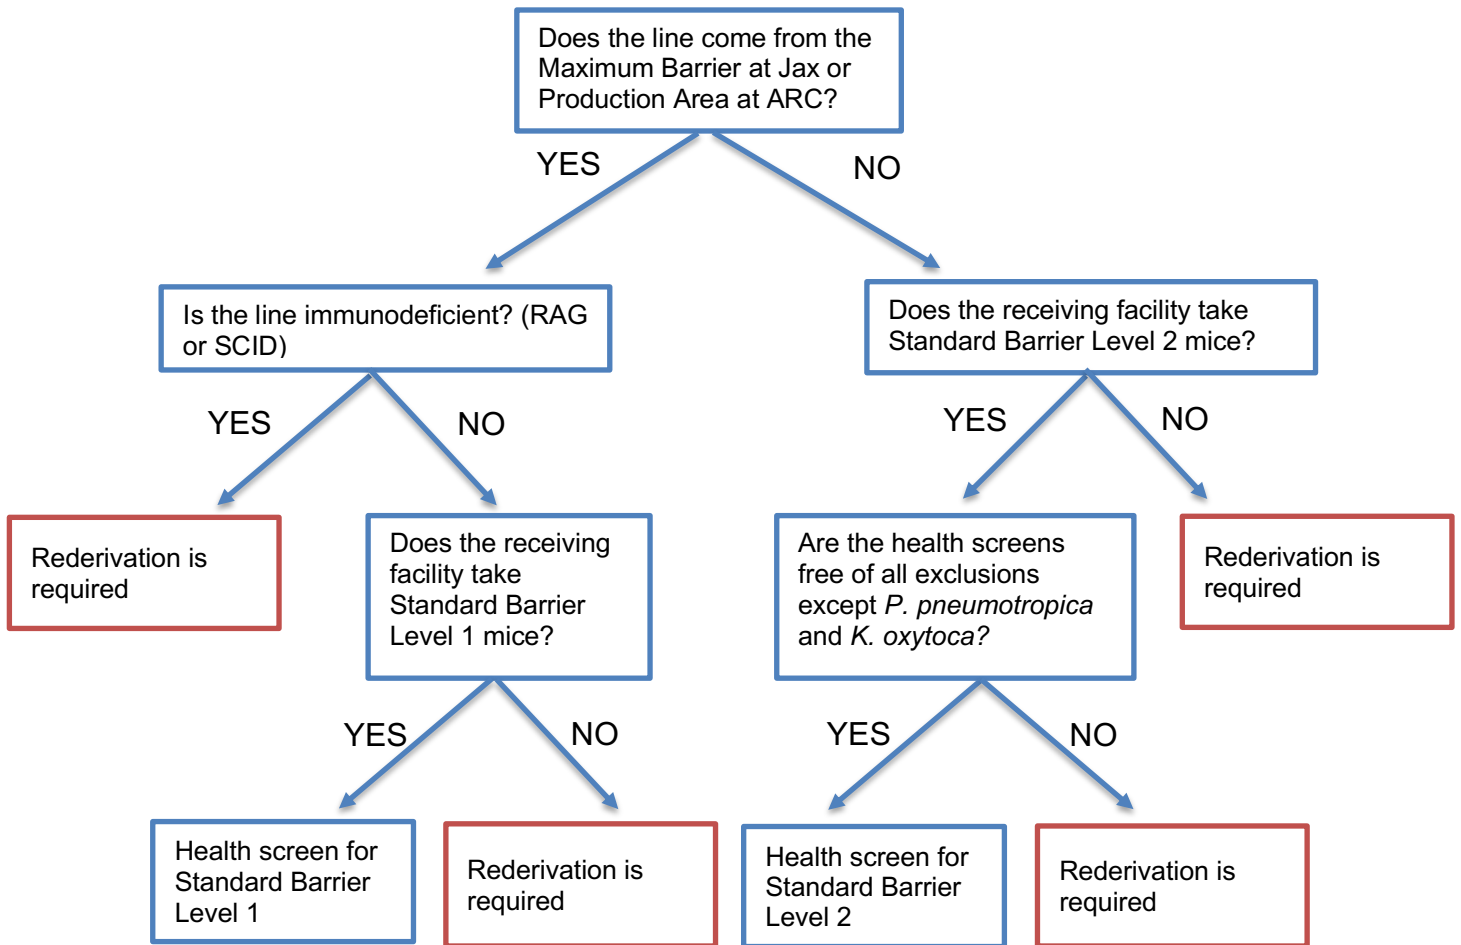 Does the line come from the
Maximum Barrier at Jax or
Production Area at ARC?
YES
NO
Is the line immunodeficient? (RAG
or SCID)
Does the receiving facility take
Standard Barrier Level 2 mice?
YES
NO
YES
NO
Rederivation is
required
Does the receiving
facility take
Standard Barrier
Level 1 mice?
Are the health screens
free of all exclusions
except P. pneumotropica
and K. oxytoca?
Rederivation is
required
YES
NO
YES
NO
Health screen for
Standard Barrier
Level 1
Rederivation is
required
Health screen for
Standard Barrier
Level 2
Rederivation is
required